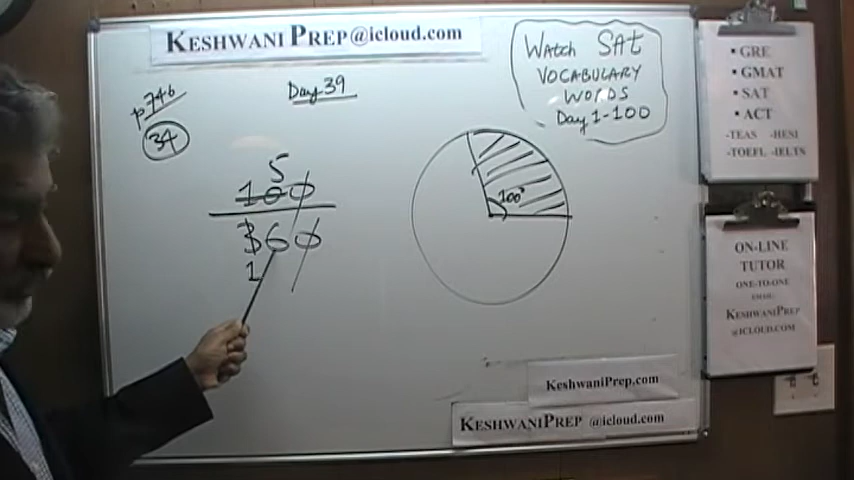 KESHWANI PREP@icloud.com
p746
34
Day 39
WATCH SAT
VOCABULARY
WORDS
Day 1-100
5
100
360
1
100°
• GRE
• GMAT
• SAT
• ACT
-TEAS -HESI
-TOEFL -IELTS
ON-LINE
TUTOR
ONE-TO-ONE
EMAIL:
KESHWANIPREP
@ICLOUD.COM
KESHWANIPREP.com
KESHWANIPREP @icloud.com